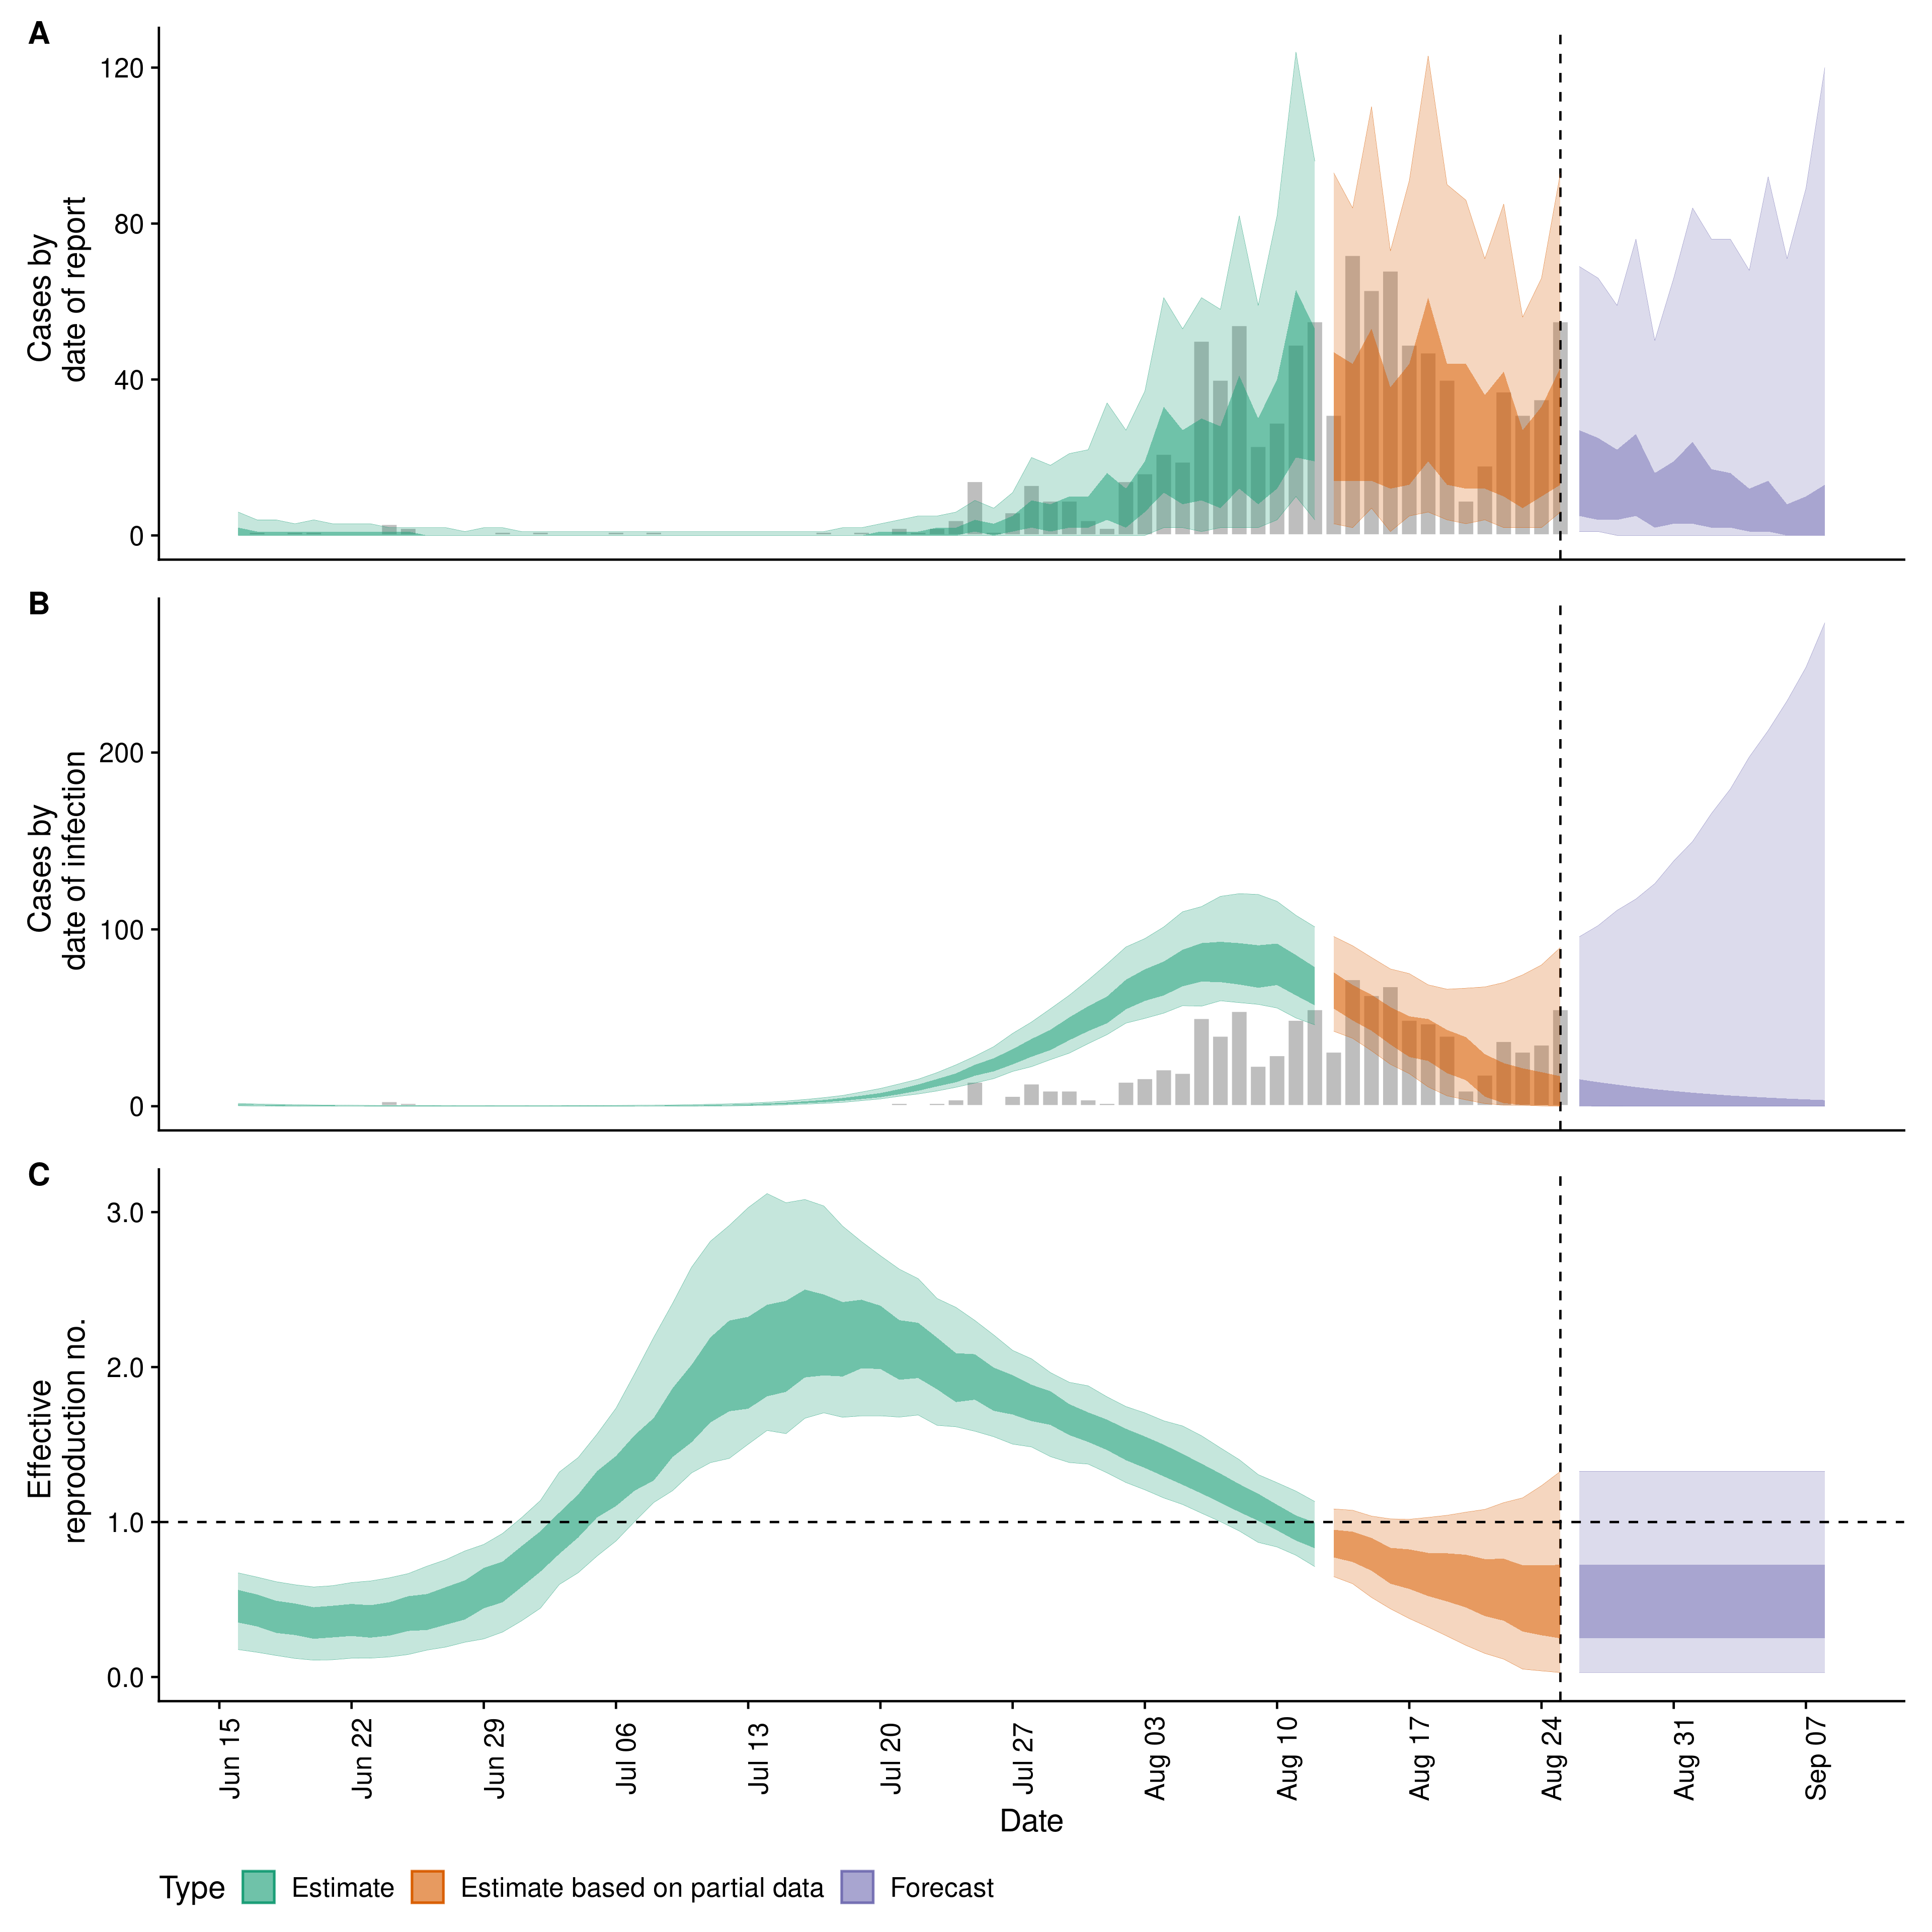 A
120
80
40
0
Cases by
date of report
B
200
100
0
Cases by
date of infection
C
3.0
2.0
1.0
0.0
Effective
reproduction no.
Jun 15
Jun 22
Jun 29
Jul 06
Jul 13
Jul 20
Jul 27
Aug 03
Aug 10
Aug 17
Aug 24
Aug 31
Sep 07
Date
Type Estimate Estimate based on partial data Forecast